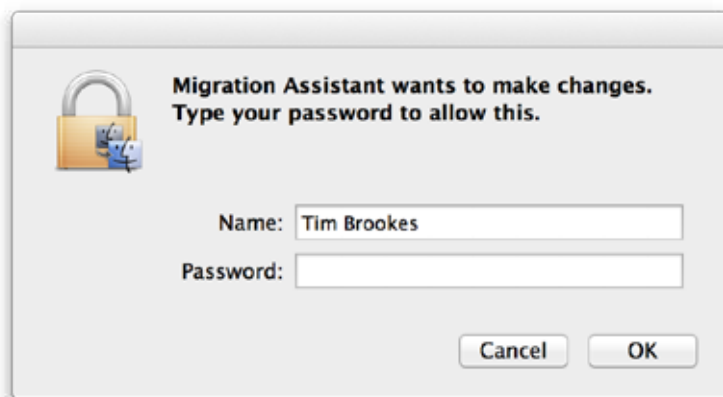 Migration Assistant wants to make changes.
Type your password to allow this.
Name: Tim Brookes
Password:
Cancel OK